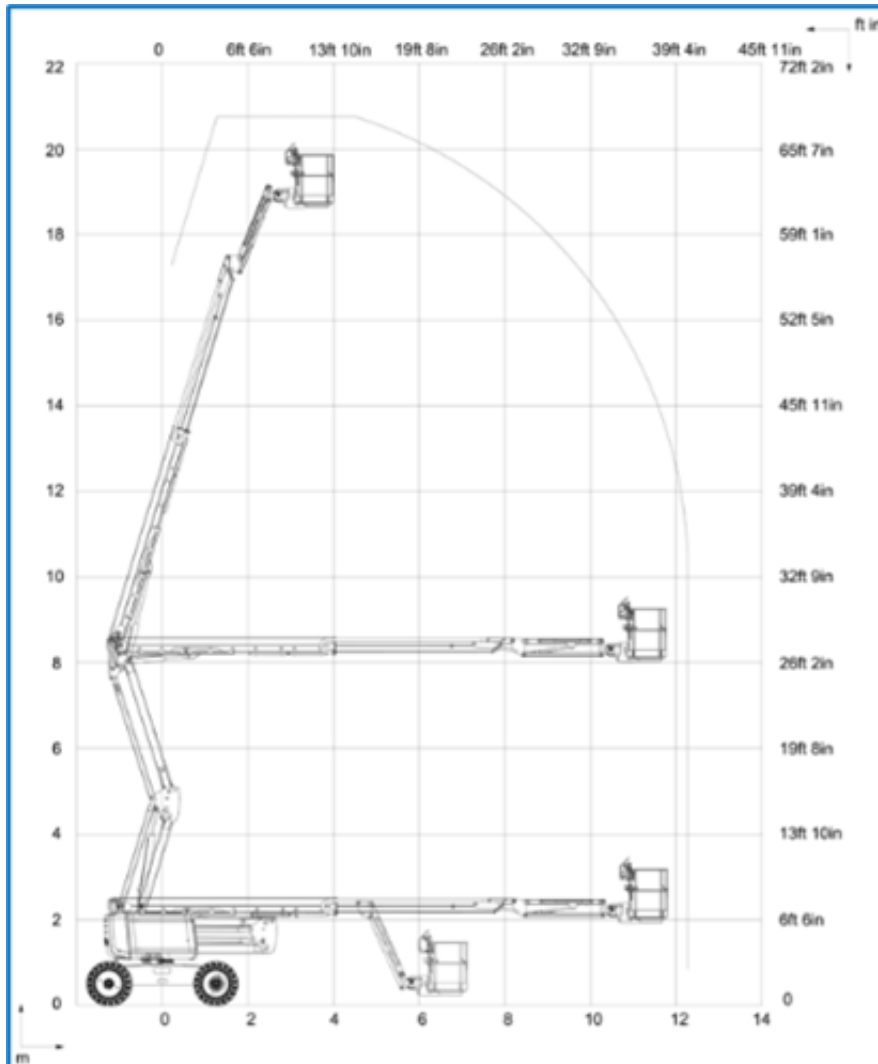 ft in
0 6ft 6in 13ft 10in 19ft 8in 26ft 2in 32ft 9in 39ft 4in 45ft 11in
22 72ft 2in
20 65ft 7in
18 59ft 1in
16 52ft 5in
14 45ft 11in
12 39ft 4in
10 32ft 9in
8 26ft 2in
6 19ft 8in
4 13ft 10in
2 6ft 6in
0 0
0 2 4 6 8 10 12 14
m